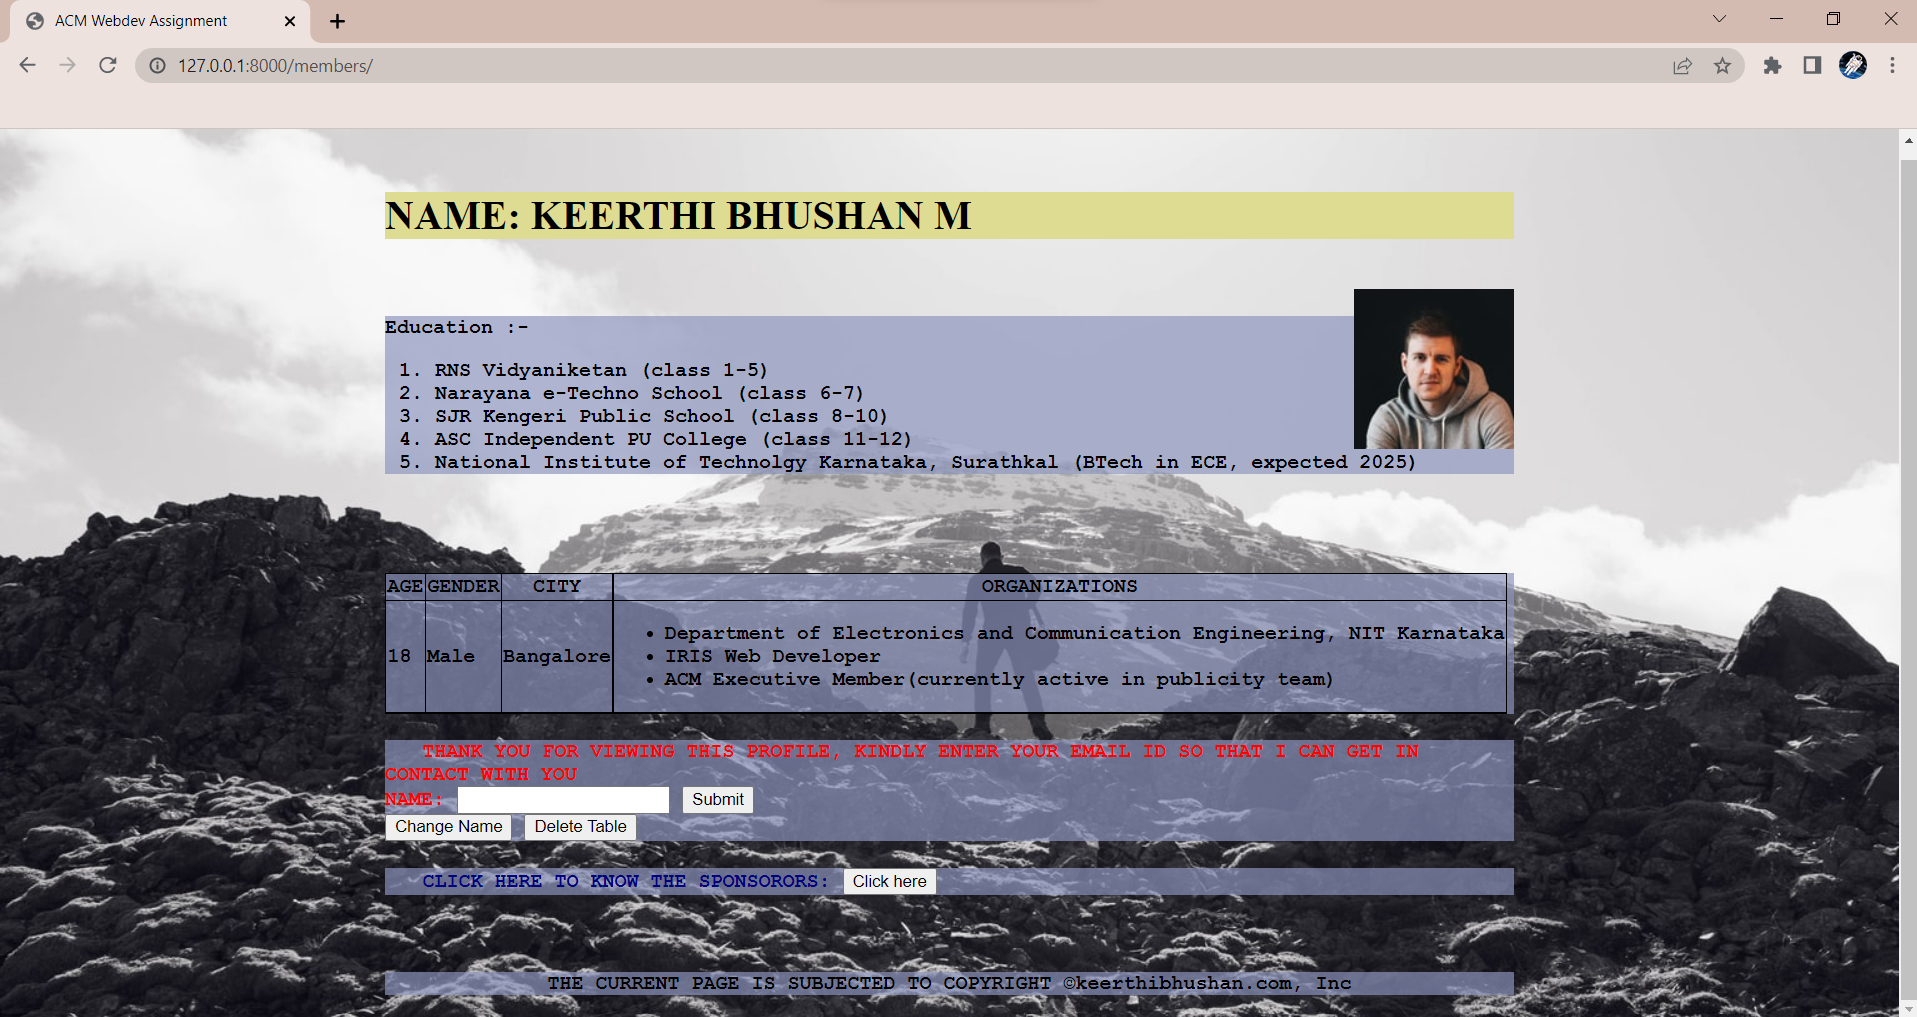 ACM Webdev Assignment
127.0.0.1:8000/members/
NAME: KEERTHI BHUSHAN M
Education :-
1. RNS Vidyaniketan (class 1-5)
2. Narayana e-Techno School (class 6-7)
3. SJR Kengeri Public School (class 8-10)
4. ASC Independent PU College (class 11-12)
5. National Institute of Technolgy Karnataka, Surathkal (BTech in ECE, expected 2025)
AGE GENDER CITY ORGANIZATIONS
18 Male Bangalore
• Department of Electronics and Communication Engineering, NIT Karnataka
• IRIS Web Developer
• ACM Executive Member(currently active in publicity team)
THANK YOU FOR VIEWING THIS PROFILE, KINDLY ENTER YOUR EMAIL ID SO THAT I CAN GET IN
CONTACT WITH YOU
NAME: Submit
Change Name Delete Table
CLICK HERE TO KNOW THE SPONSORORS: Click here
THE CURRENT PAGE IS SUBJECTED TO COPYRIGHT ©keerthibhushan.com, Inc